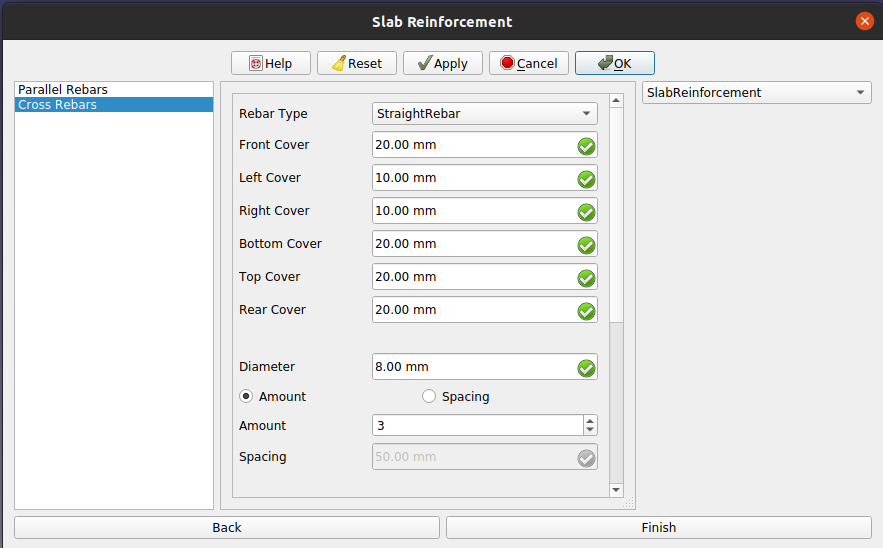 Slab Reinforcement
Help Reset Apply Cancel OK
Parallel Rebars
Cross Rebars
Rebar Type StraightRebar
Front Cover 20.00 mm
Left Cover 10.00 mm
Right Cover 10.00 mm
Bottom Cover 20.00 mm
Top Cover 20.00 mm
Rear Cover 20.00 mm
Diameter 8.00 mm
Amount Spacing
Amount 3
Spacing 50.00 mm
SlabReinforcement
Back Finish